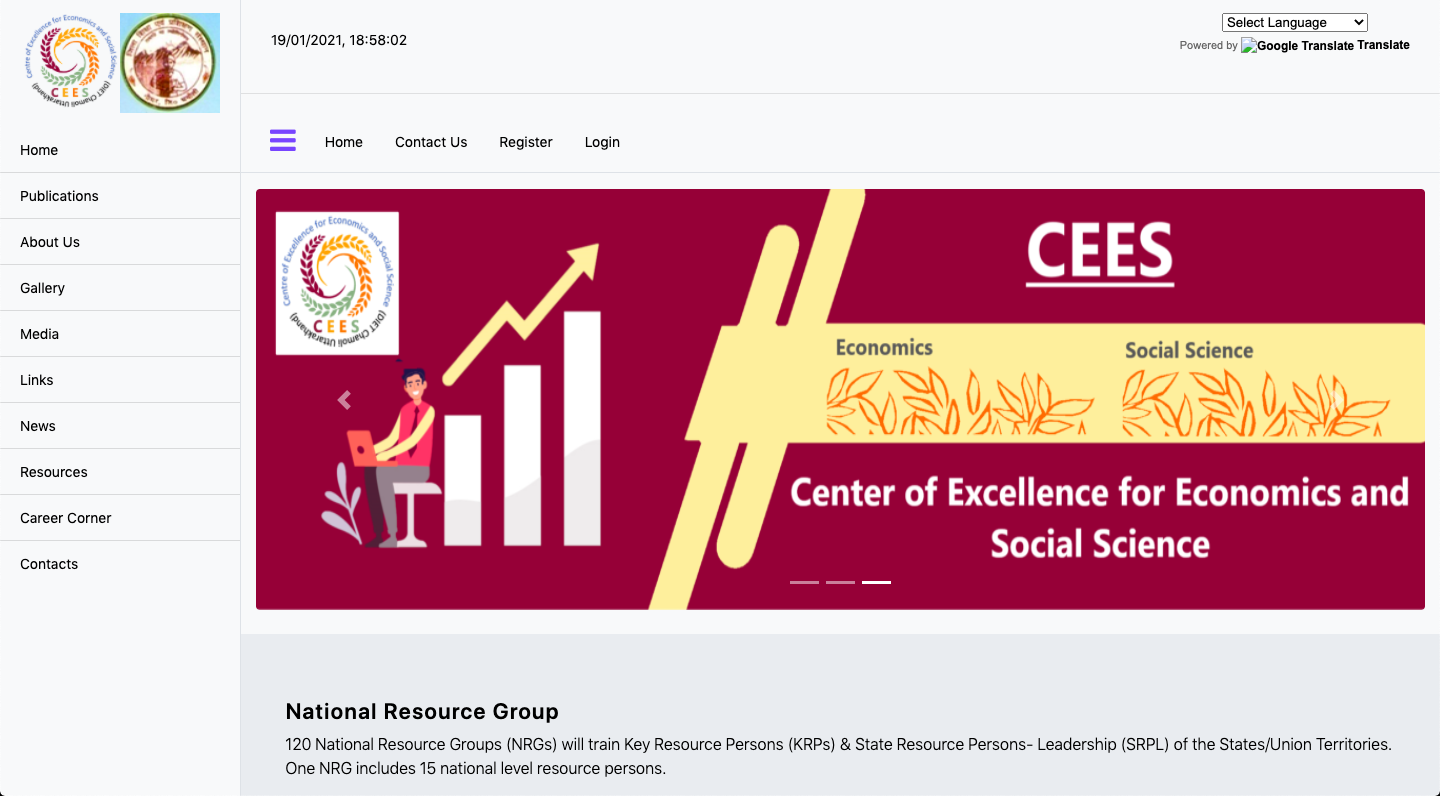 Centre of Excellence for Economics and Social Science
CEES
(DIET Chamoli Uttarakhand)
19/01/2021, 18:58:02
Select Language
Powered by Google Translate Translate
Home
Publications
About Us
Gallery
Media
Links
News
Resources
Career Corner
Contacts
Home Contact Us Register Login
Centre of Excellence for Economics and Social Science
CEES
(DIET Chamoli Uttarakhand)
CEES
Economics Social Science
Center of Excellence for Economics and
Social Science
National Resource Group
120 National Resource Groups (NRGs) will train Key Resource Persons (KRPs) & State Resource Persons- Leadership (SRPL) of the States/Union Territories.
One NRG includes 15 national level resource persons.